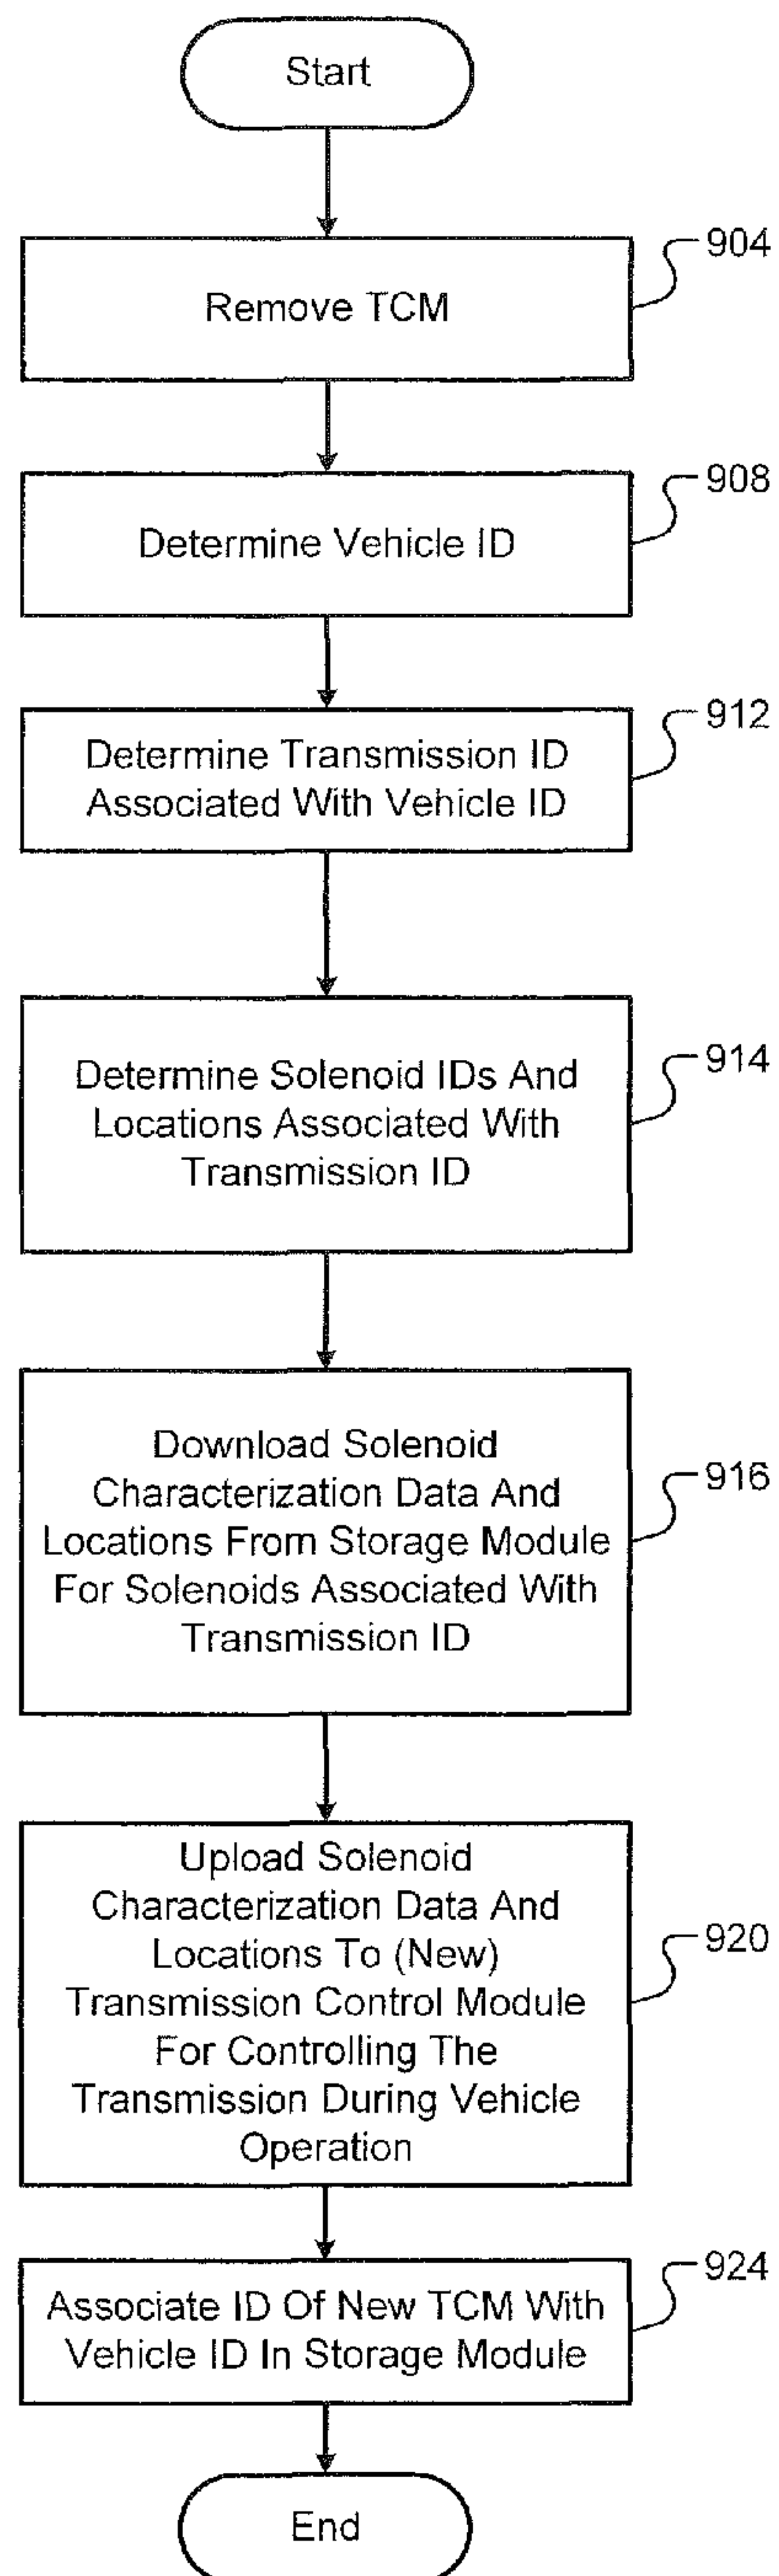 Start
904
Remove TCM
908
Determine Vehicle ID
912
Determine Transmission ID
Associated With Vehicle ID
914
Determine Solenoid IDs And
Locations Associated With
Transmission ID
916
Download Solenoid
Characterization Data And
Locations From Storage Module
For Solenoids Associated With
Transmission ID
920
Upload Solenoid
Characterization Data And
Locations To (New)
Transmission Control Module
For Controlling The
Transmission During Vehicle
Operation
924
Associate ID Of New TCM With
Vehicle ID In Storage Module
End